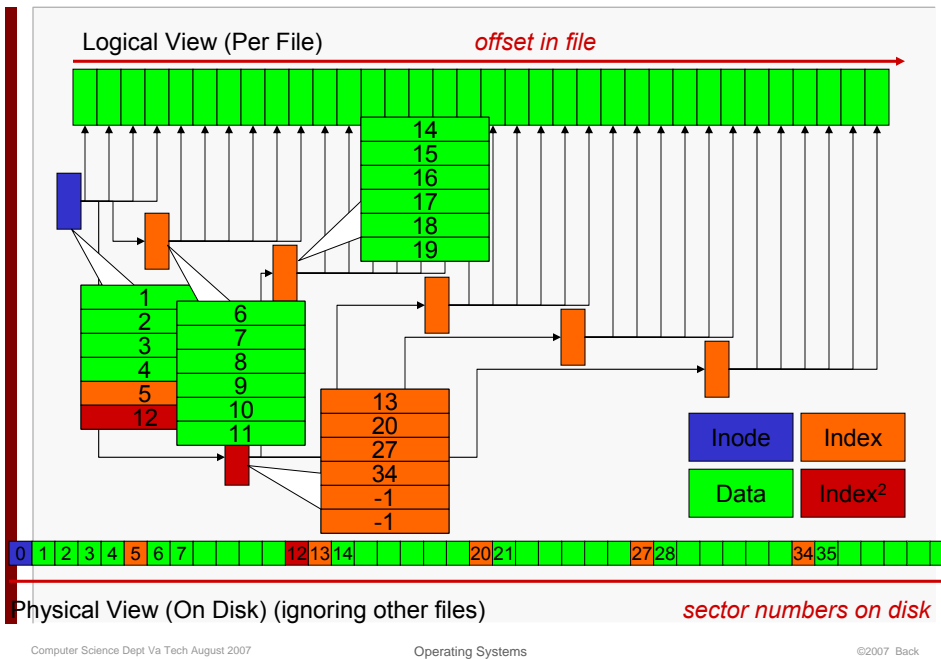 Logical View (Per File)
offset in file
14
15
16
17
18
19
1
2
3
4
5
12
6
7
8
9
10
11
13
20
27
34
-1
-1
Inode
Index
Data
Index²
0 1 2 3 4 5 6 7 12 13 14 20 21 27 28 34 35
Physical View (On Disk) (ignoring other files)
sector numbers on disk
Computer Science Dept Va Tech August 2007
Operating Systems
©2007 Back